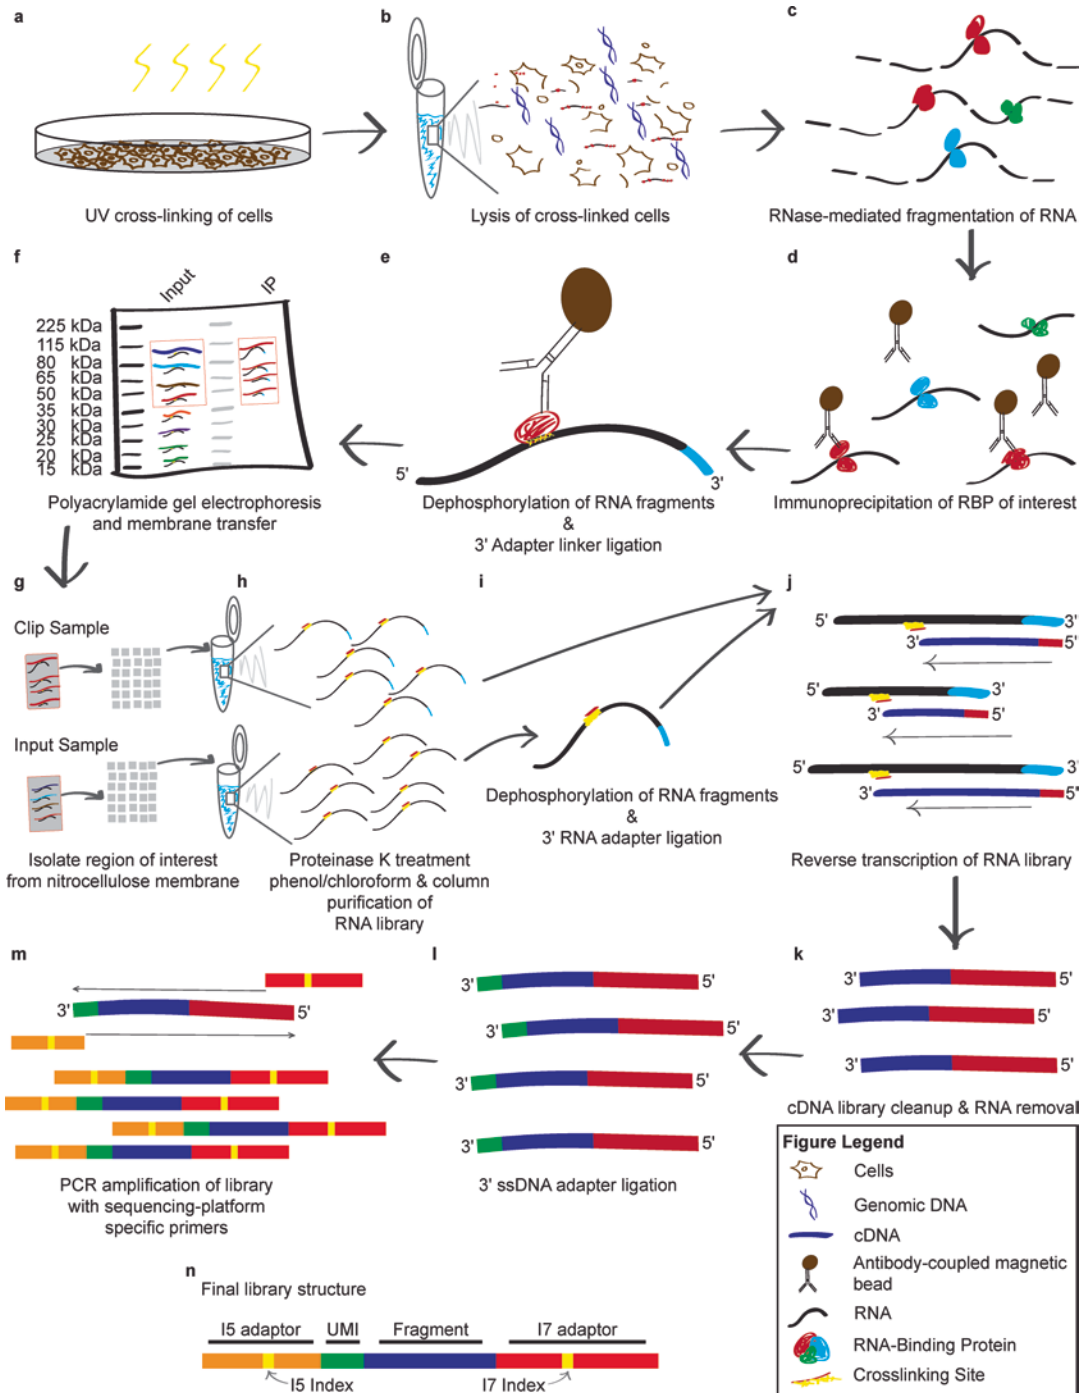 a
UV cross-linking of cells
b
Lysis of cross-linked cells
c
RNase-mediated fragmentation of RNA
f
Input
IP
225 kDa
115 kDa
80 kDa
65 kDa
50 kDa
35 kDa
30 kDa
25 kDa
20 kDa
15 kDa
Polyacrylamide gel electrophoresis
and membrane transfer
e
5'
3'
Dephosphorylation of RNA fragments
&
3' Adapter linker ligation
d
Immunoprecipitation of RBP of interest
g
Clip Sample
Input Sample
Isolate region of interest
from nitrocellulose membrane
h
Proteinase K treatment
phenol/chloroform & column
purification of
RNA library
i
Dephosphorylation of RNA fragments
&
3' RNA adapter ligation
j
5' 3'
3' 5'
5' 3'
3' 5'
5' 3'
3' 5'
Reverse transcription of RNA library
m
3' 5'
PCR amplification of library
with sequencing-platform
specific primers
l
3' 5'
3' 5'
3' 5'
3' 5'
3' ssDNA adapter ligation
k
3' 5'
3' 5'
3' 5'
cDNA library cleanup & RNA removal
Figure Legend
Cells
Genomic DNA
cDNA
Antibody-coupled magnetic
bead
RNA
RNA-Binding Protein
Crosslinking Site
n
Final library structure
I5 adaptor UMI Fragment I7 adaptor
I5 Index I7 Index